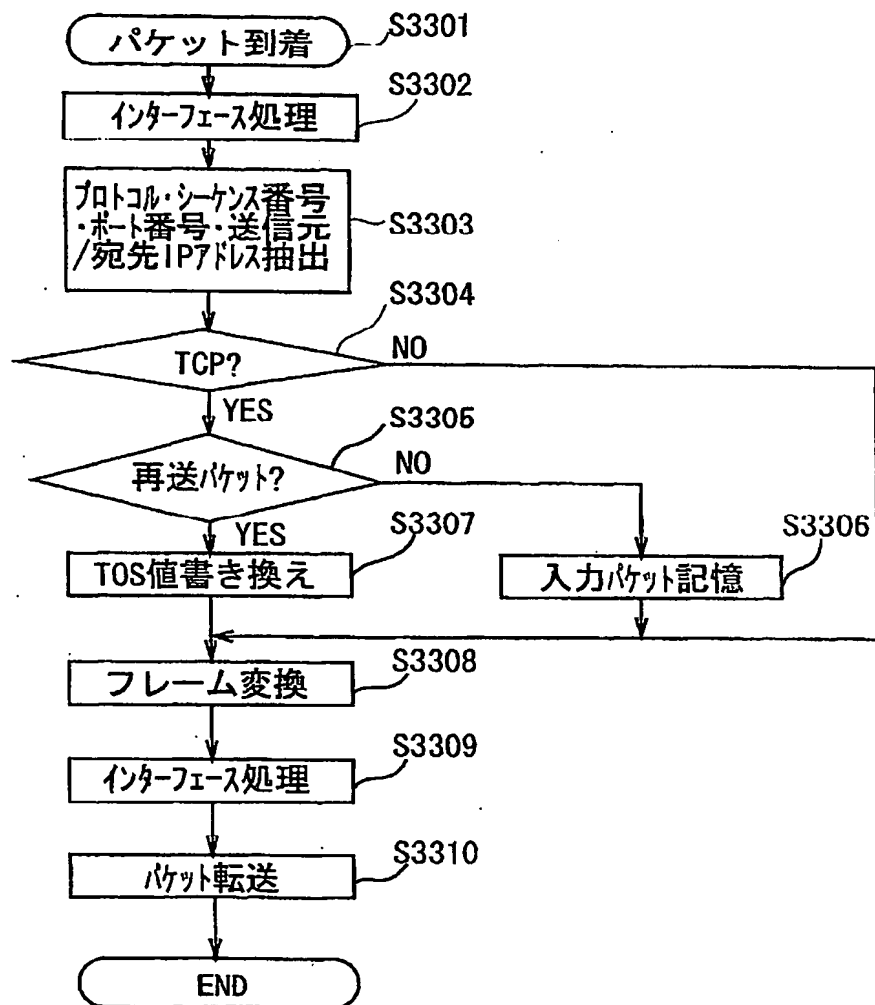 パケット到着
S3301
S3302
インターフェース処理
プロトコル・シーケンス番号
・ポート番号・送信元
/宛先IPアドレス抽出
S3303
S3304
TCP?
NO
YES
S3305
再送パケット?
NO
YES
S3307
S3306
TOS値書き換え
入力パケット記憶
S3308
フレーム変換
S3309
インターフェース処理
S3310
パケット転送
END